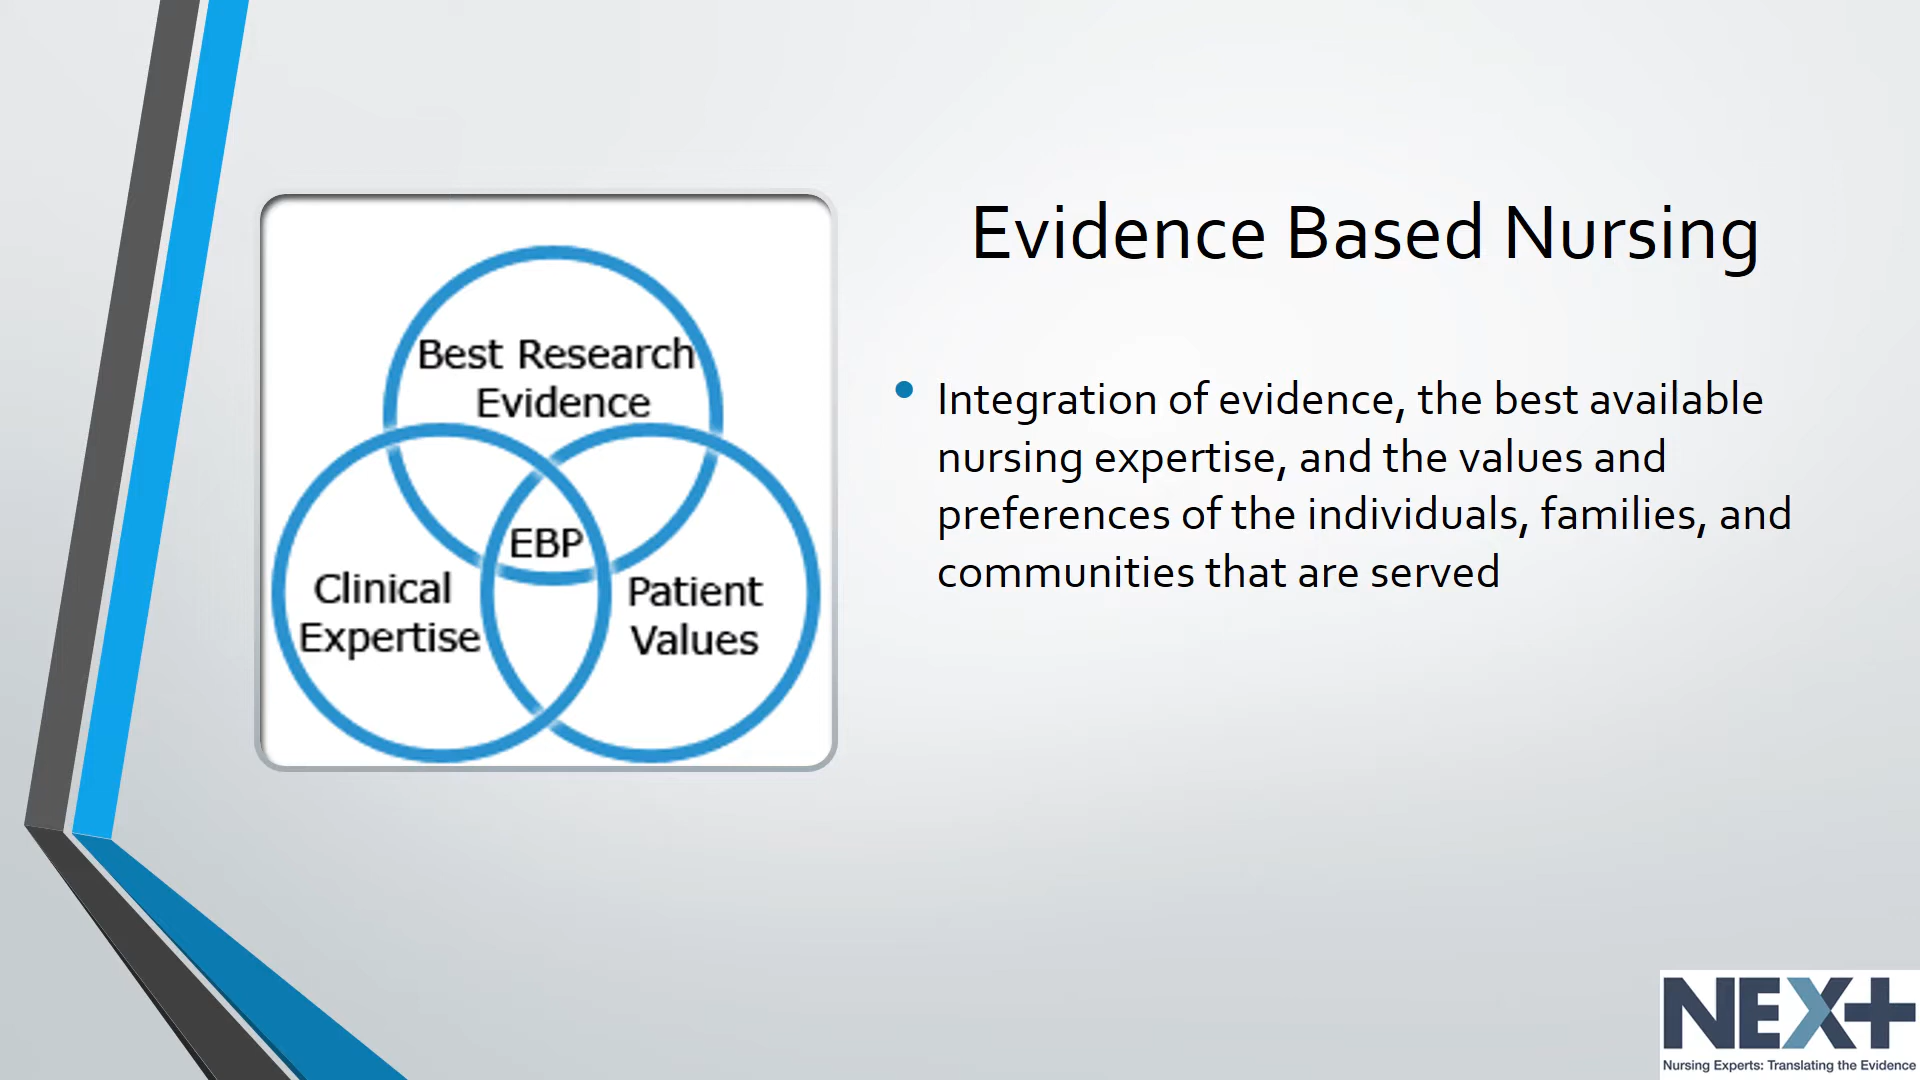 Evidence Based Nursing
Best Research
Evidence
EBP
Clinical
Expertise
Patient
Values
• Integration of evidence, the best available
nursing expertise, and the values and
preferences of the individuals, families, and
communities that are served
NEX+
Nursing Experts: Translating the Evidence